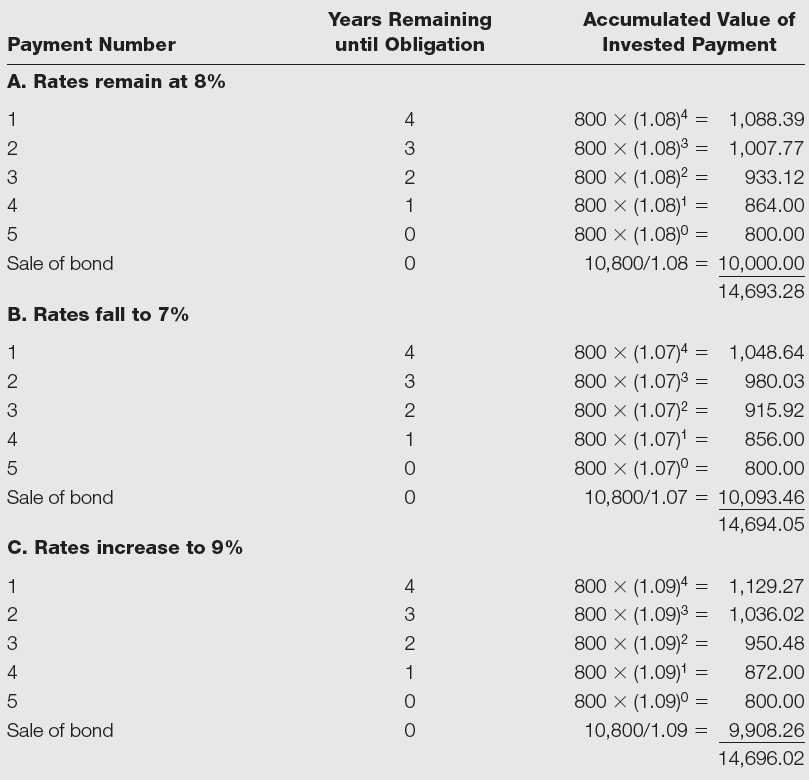 Years Remaining Accumulated Value of
Payment Number until Obligation Invested Payment
A. Rates remain at 8%
1 4 800 × (1.08)⁴ = 1,088.39
2 3 800 × (1.08)³ = 1,007.77
3 2 800 × (1.08)² = 933.12
4 1 800 × (1.08)¹ = 864.00
5 0 800 × (1.08)⁰ = 800.00
Sale of bond 0 10,800/1.08 = 10,000.00
14,693.28
B. Rates fall to 7%
1 4 800 × (1.07)⁴ = 1,048.64
2 3 800 × (1.07)³ = 980.03
3 2 800 × (1.07)² = 915.92
4 1 800 × (1.07)¹ = 856.00
5 0 800 × (1.07)⁰ = 800.00
Sale of bond 0 10,800/1.07 = 10,093.46
14,694.05
C. Rates increase to 9%
1 4 800 × (1.09)⁴ = 1,129.27
2 3 800 × (1.09)³ = 1,036.02
3 2 800 × (1.09)² = 950.48
4 1 800 × (1.09)¹ = 872.00
5 0 800 × (1.09)⁰ = 800.00
Sale of bond 0 10,800/1.09 = 9,908.26
14,696.02